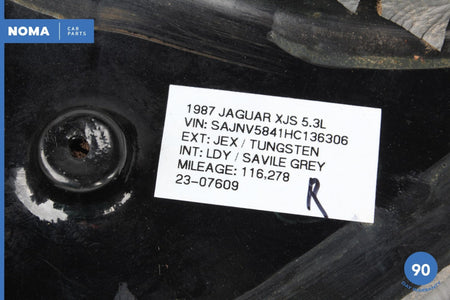 NOMA CAR PARTS
1987 JAGUAR XJS 5.3L
VIN: SAJNV5841HC136306
EXT: JEX / TUNGSTEN
INT: LDY / SAVILE GREY
MILEAGE: 116,278
23-07609
R
90